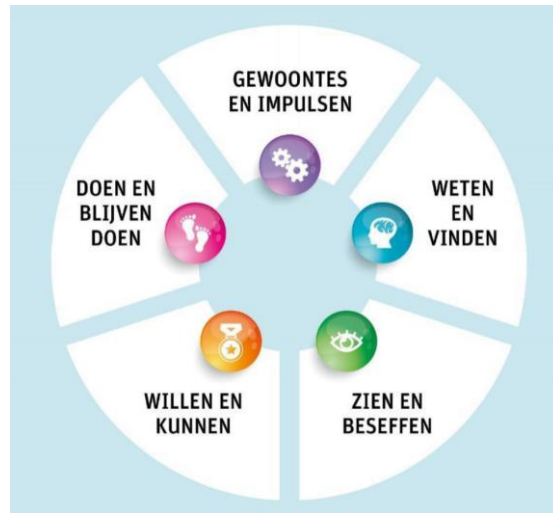 GEWOONTES
EN IMPULSEN
WETEN
EN
VINDEN
ZIEN EN
BESEFFEN
WILLEN EN
KUNNEN
DOEN EN
BLIJVEN
DOEN